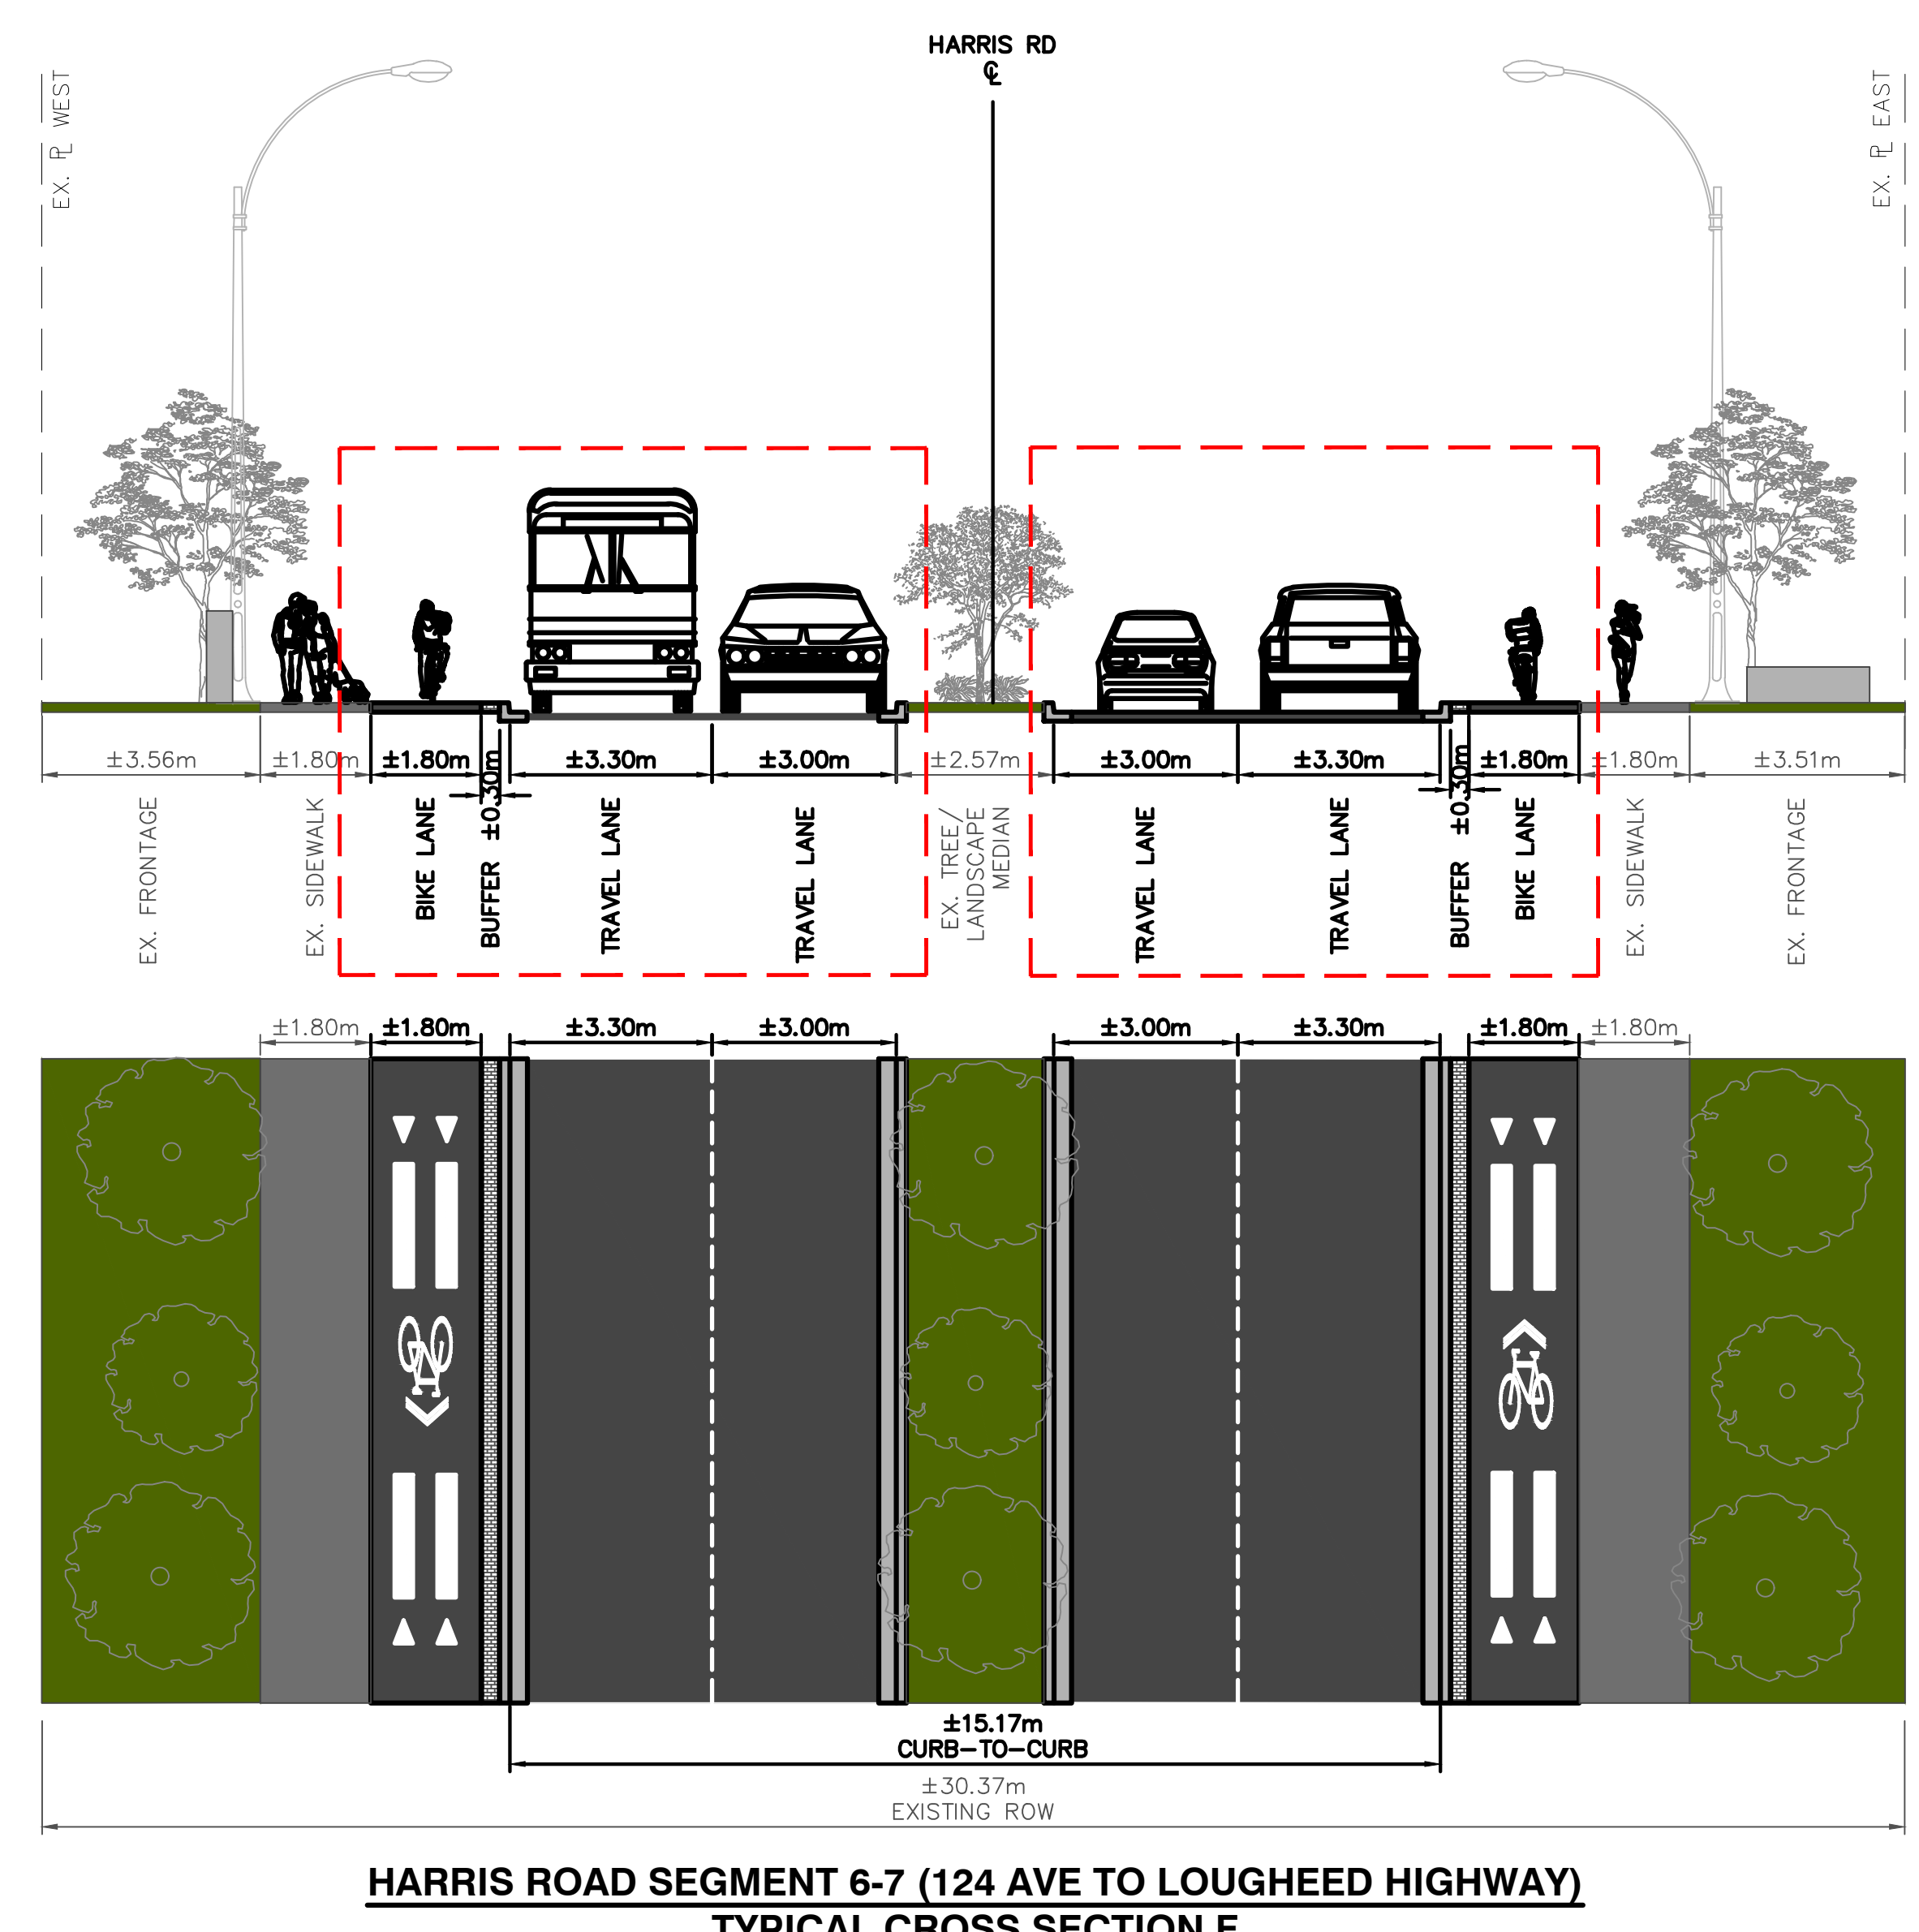 HARRIS RD
℄
EX. ⅊ WEST
EX. ⅊ EAST
±3.56m
±1.80m
±1.80m
±0.30m
±3.30m
±3.00m
±2.57m
±3.00m
±3.30m
±0.30m
±1.80m
±1.80m
±3.51m
EX. FRONTAGE
EX. SIDEWALK
BIKE LANE
BUFFER
TRAVEL LANE
TRAVEL LANE
EX. TREE/
LANDSCAPE
MEDIAN
TRAVEL LANE
TRAVEL LANE
BUFFER
BIKE LANE
EX. SIDEWALK
EX. FRONTAGE
±1.80m
±1.80m
±3.30m
±3.00m
±3.00m
±3.30m
±1.80m
±1.80m
±15.17m
CURB-TO-CURB
±30.37m
EXISTING ROW
HARRIS ROAD SEGMENT 6-7 (124 AVE TO LOUGHEED HIGHWAY)
TYPICAL CROSS SECTION